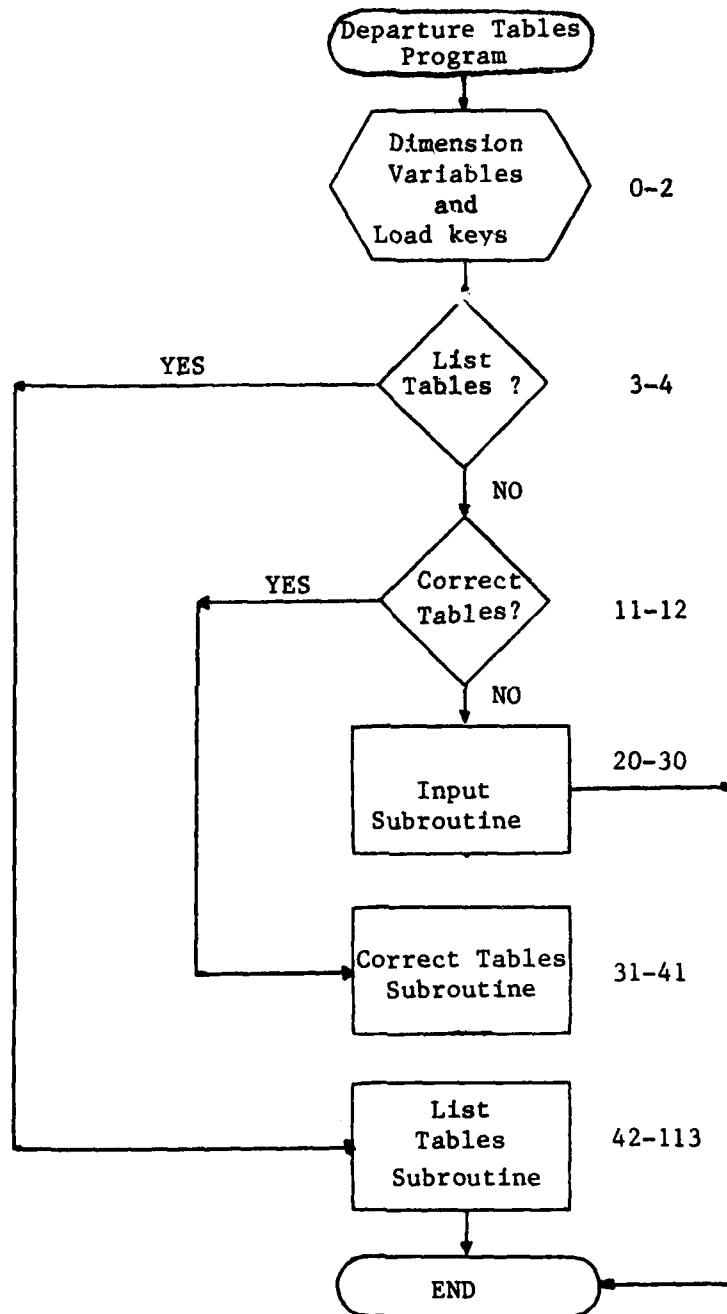 Departure Tables
Program
Dimension
Variables
and
Load keys
0-2
YES
List
Tables ?
3-4
NO
YES
Correct
Tables?
11-12
NO
20-30
Input
Subroutine
Correct Tables
Subroutine
31-41
List
Tables
Subroutine
42-113
END